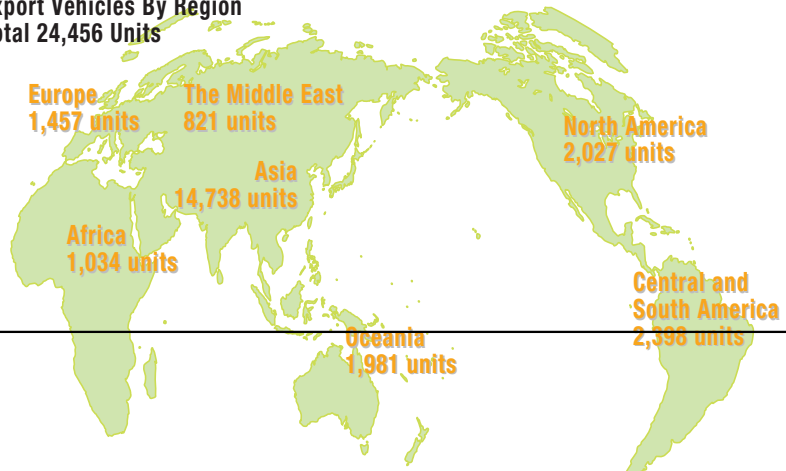 xport Vehicles By Region
otal 24,456 Units
Europe
1,457 units
The Middle East
821 units
North America
2,027 units
Asia
14,738 units
Africa
1,034 units
Central and
South America
2,398 units
Oceania
1,981 units